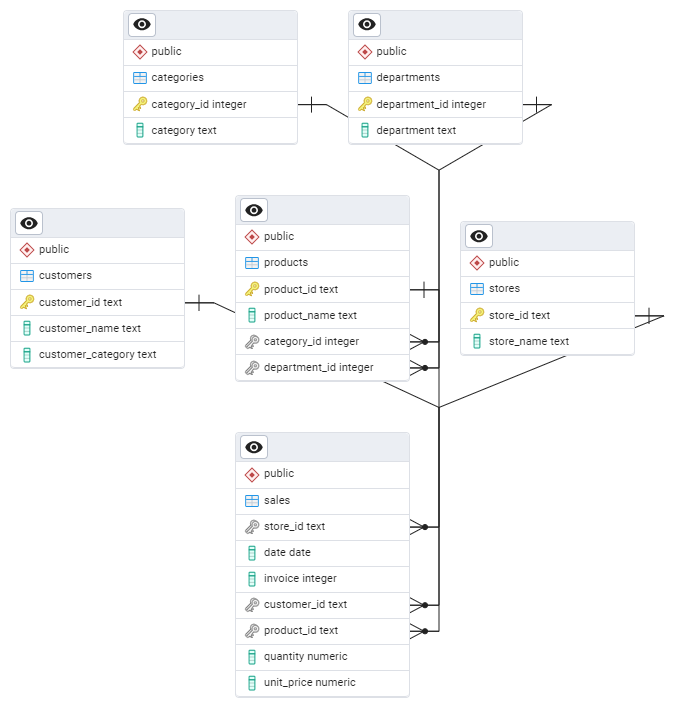 public
categories
category_id integer
category text
public
departments
department_id integer
department text
public
customers
customer_id text
customer_name text
customer_category text
public
products
product_id text
product_name text
category_id integer
department_id integer
public
stores
store_id text
store_name text
public
sales
store_id text
date date
invoice integer
customer_id text
product_id text
quantity numeric
unit_price numeric